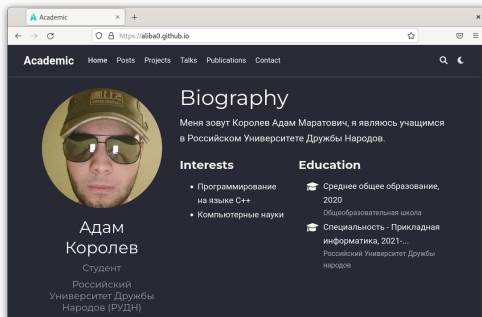 Academic
https://aliba0.github.io
Academic Home Posts Projects Talks Publications Contact
Biography
Меня зовут Королев Адам Маратович, я являюсь учащимся
в Российском Университете Дружбы Народов.
Interests
Программирование
на языке C++
Компьютерные науки
Education
Среднее общее образование,
2020
Общеобразовательная школа
Специальность - Прикладная
информатика, 2021-...
Российский Университет Дружбы
народов
Адам
Королев
Студент
Российский
Университет Дружбы
Народов (РУДН)